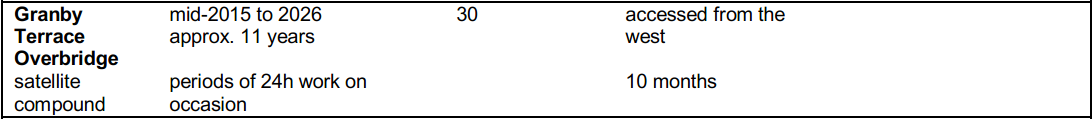 Granby mid-2015 to 2026 30 accessed from the
Terrace approx. 11 years west
Overbridge
satellite periods of 24h work on 10 months
compound occasion